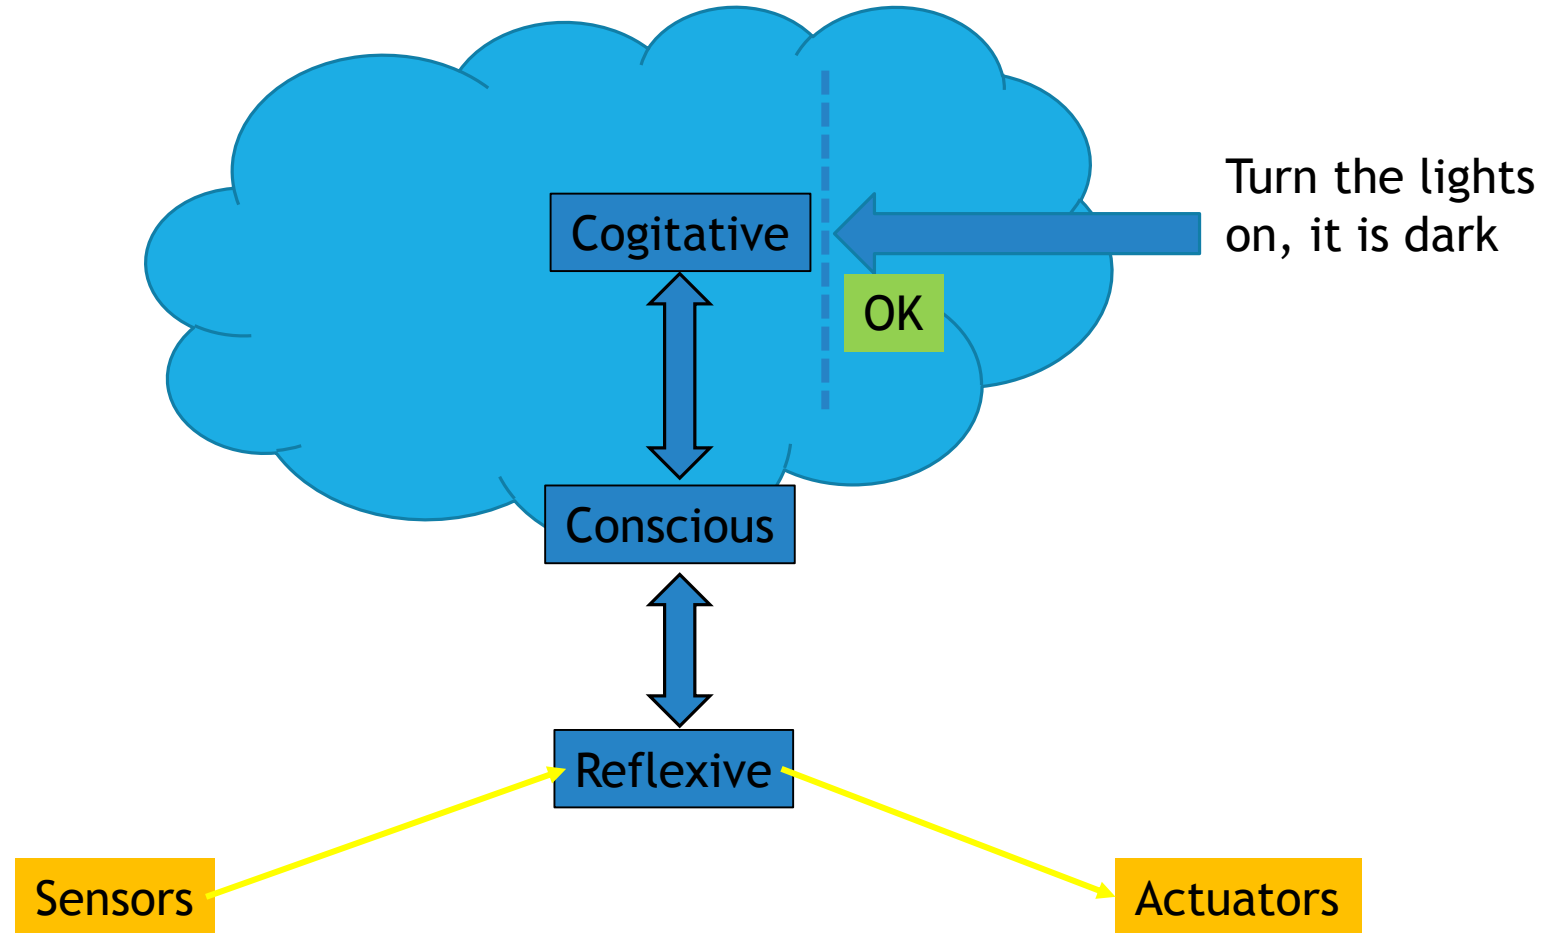 Cogitative
Turn the lights
on, it is dark
OK
Conscious
Reflexive
Sensors
Actuators